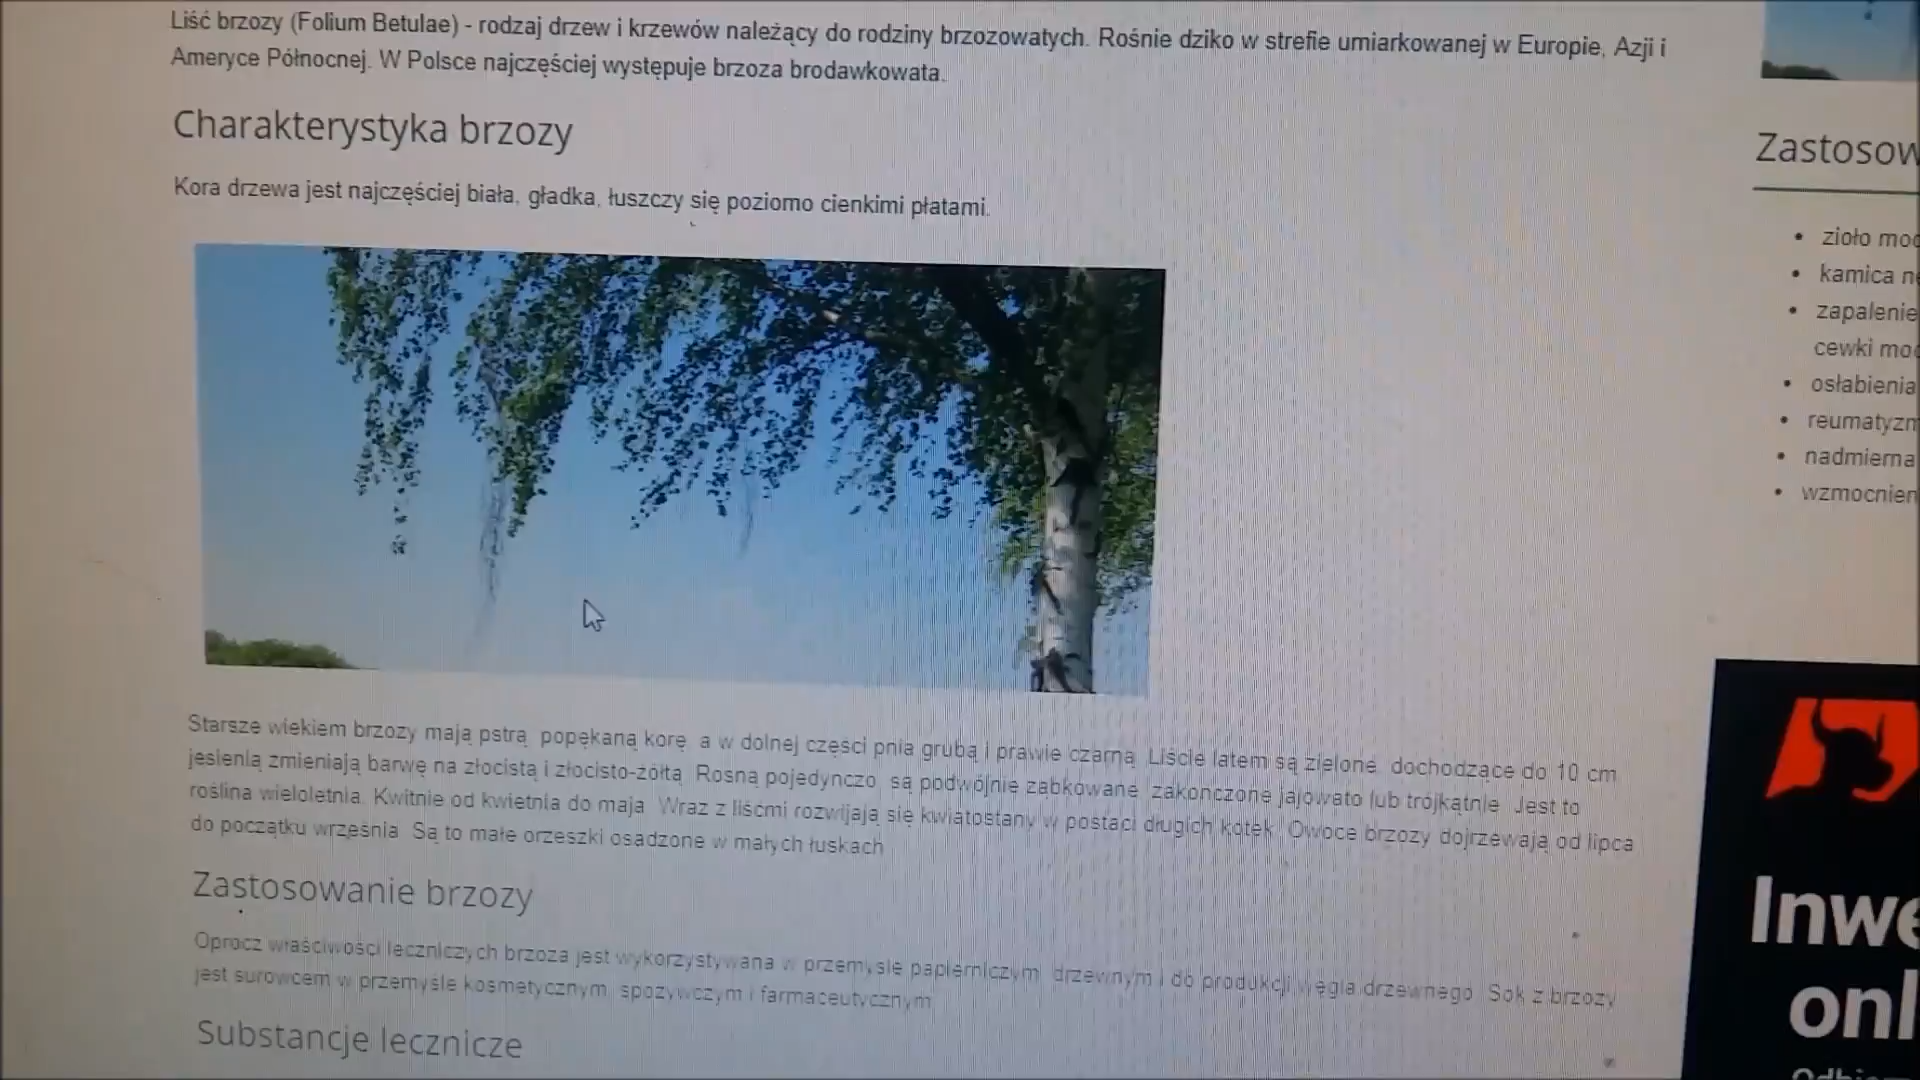 Liść brzozy (Folium Betulae) - rodzaj drzew i krzewów należący do rodziny brzozowatych. Rośnie dziko w strefie umiarkowanej w Europie, Azji i
Ameryce Północnej. W Polsce najczęściej występuje brzoza brodawkowata.
Charakterystyka brzozy
Kora drzewa jest najczęściej biała, gładka, łuszczy się poziomo cienkimi płatami.
Starsze wiekiem brzozy mają pstrą, popękaną korę, a w dolnej części pnia grubą i prawie czarną. Liście latem są zielone, dochodzące do 10 cm,
jesienią zmieniają barwę na złocistą i złocisto-żółtą. Rosną pojedynczo, są podwójnie ząbkowane, zakończone jajowato lub trójkątnie. Jest to
roślina wieloletnia. Kwitnie od kwietnia do maja. Wraz z liśćmi rozwijają się kwiatostany w postaci długich kotek. Owoce brzozy dojrzewają od lipca
do początku września. Są to małe orzeszki osadzone w małych łuskach.
Zastosowanie brzozy
Oprócz właściwości leczniczych brzoza jest wykorzystywana w przemyśle papierniczym, drzewnym i do produkcji węgla drzewnego. Sok z brzozy
jest surowcem w przemyśle kosmetycznym, spożywczym i farmaceutycznym.
Substancje lecznicze
Zastosow
• zioło moc
• kamica ne
• zapalenie
cewki moc
• osłabienia
• reumatyzm
• nadmierna
• wzmocnien
Inwe
onl